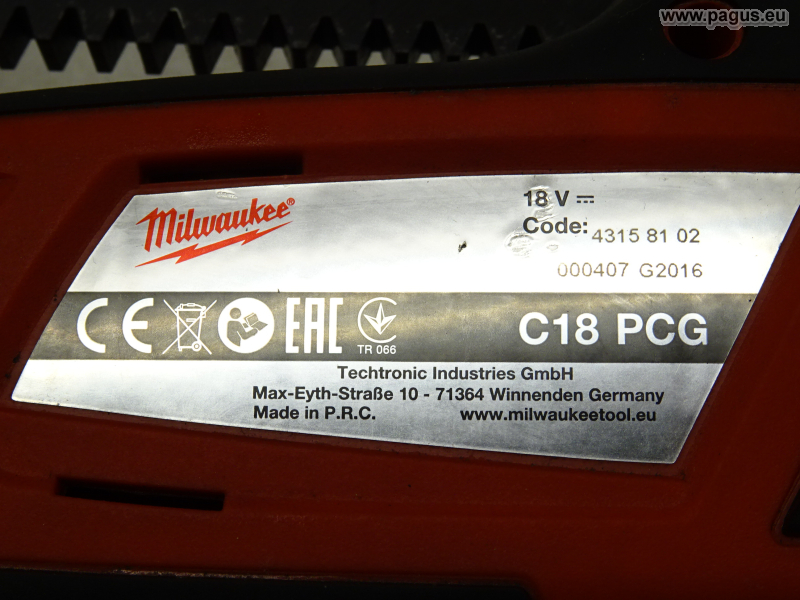 www.pagus.eu
Milwaukee®
18 V
Code: 4315 81 02
000407 G2016
CE EAC TR 066 C18 PCG
Techtronic Industries GmbH
Max-Eyth-Straße 10 - 71364 Winnenden Germany
Made in P.R.C. www.milwaukeetool.eu